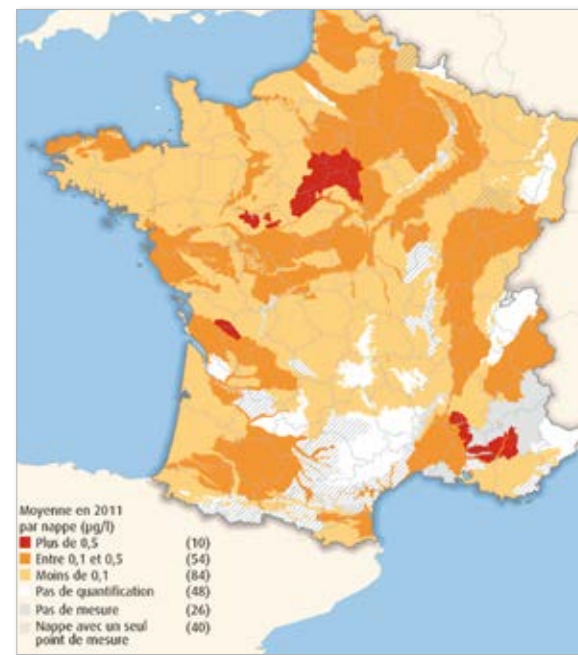 Moyenne en 2011
par nappe (µg/l)
Plus de 0,5 (10)
Entre 0,1 et 0,5 (54)
Moins de 0,1 (84)
Pas de quantification (48)
Pas de mesure (26)
Nappe avec un seul (40)
point de mesure